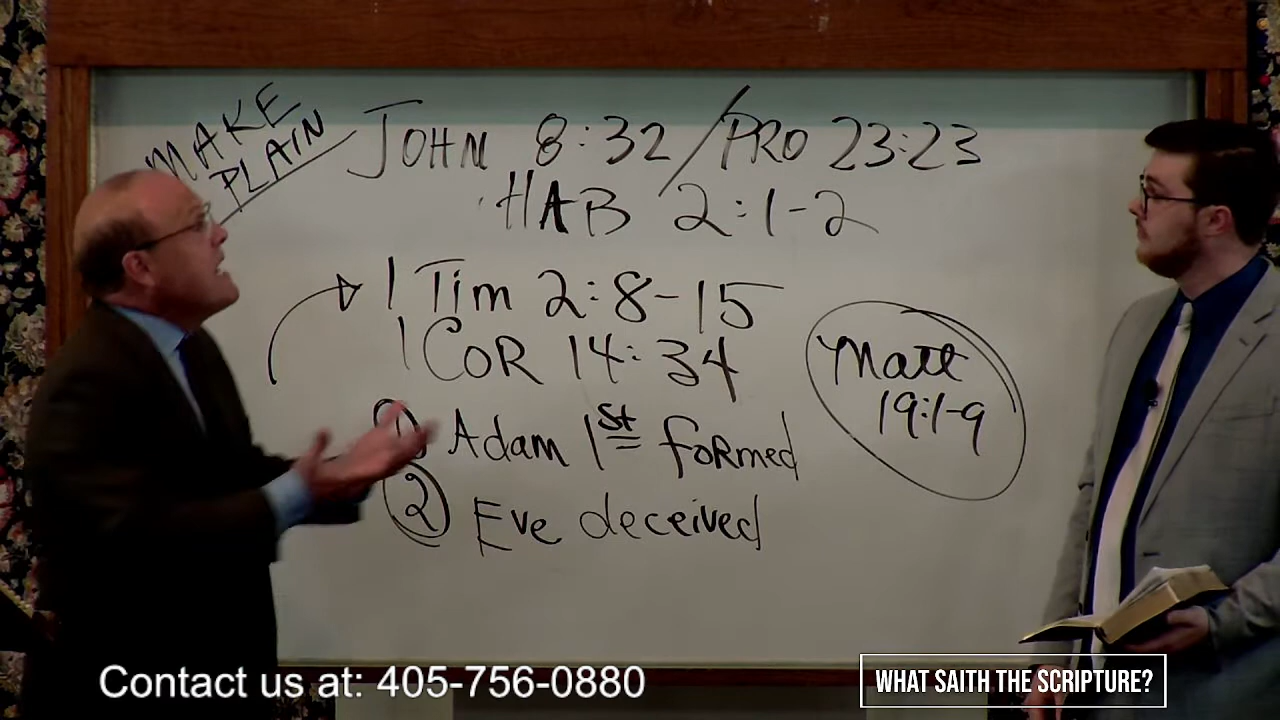 MAKE
PLAIN
JOHN 8:32/PRO 23:23
HAB 2:1-2
1 Tim 2:8-15
1 COR 14:34
Matt
19:1-9
1 Adam 1st formed
2 Eve deceived
Contact us at: 405-756-0880
WHAT SAITH THE SCRIPTURE?